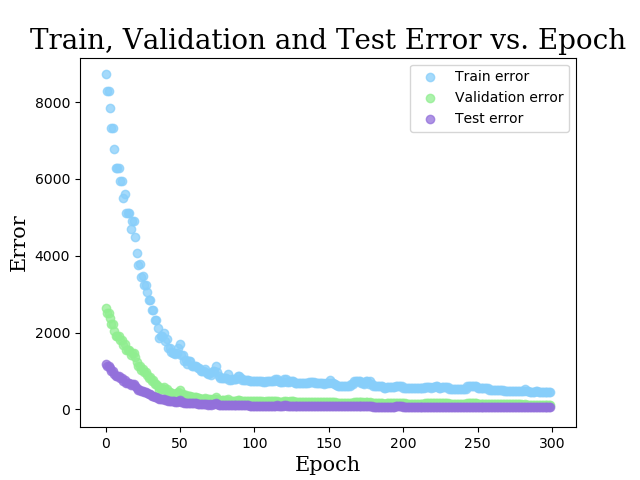 Train, Validation and Test Error vs. Epoch
Train error
Validation error
Test error
Error
8000
6000
4000
2000
0
0 50 100 150 200 250 300
Epoch